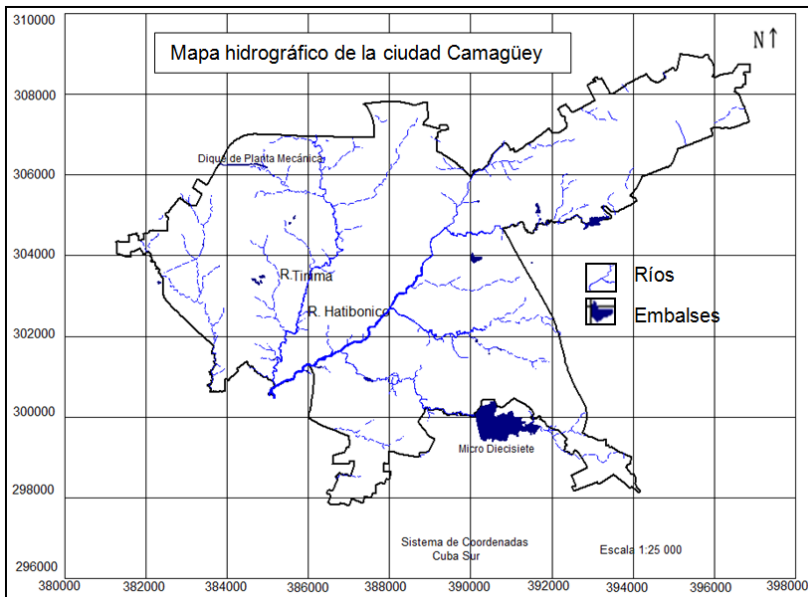 Mapa hidrográfico de la ciudad Camagüey
N↑
310000
308000
306000
304000
302000
300000
298000
296000
Dique de Planta Mecánica
R.Tinima
R. Hatibonico
Ríos
Embalses
Micro Diecisiete
Sistema de Coordenadas
Cuba Sur
Escala 1:25 000
380000 382000 384000 386000 388000 390000 392000 394000 396000 398000